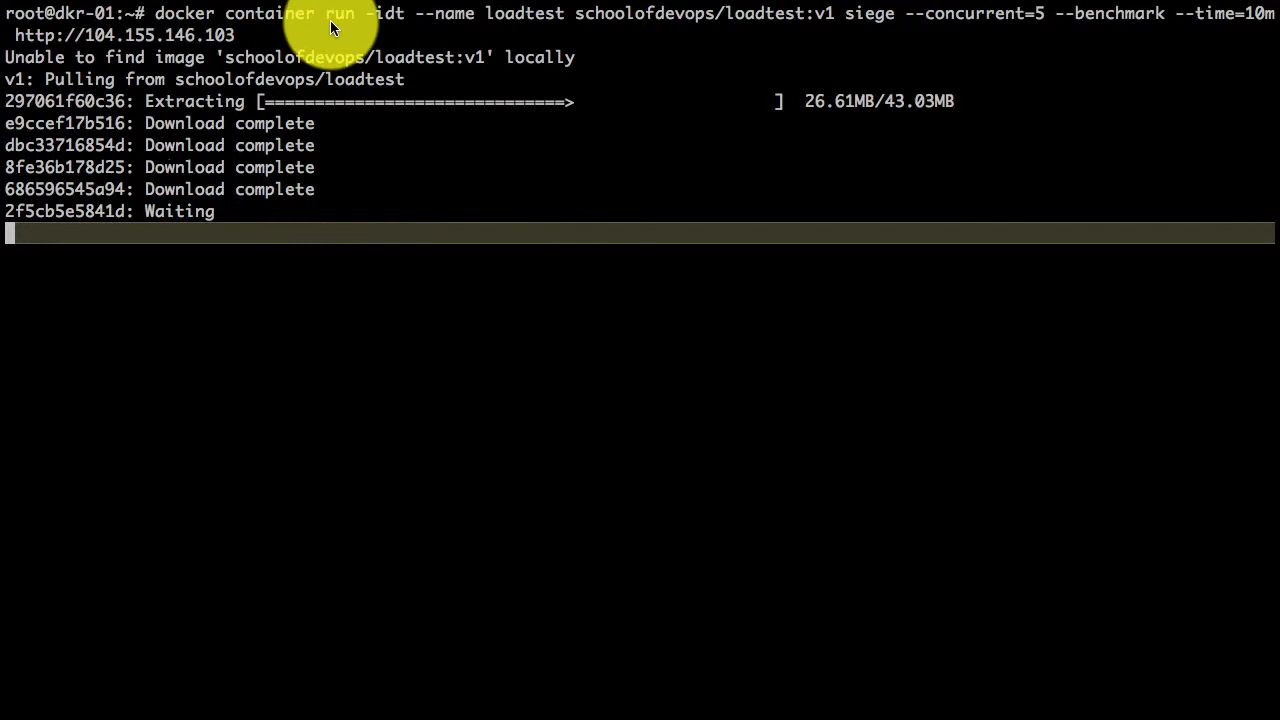 root@dkr-01:~# docker container run -idt --name loadtest schoolofdevops/loadtest:v1 siege --concurrent=5 --benchmark --time=10m
http://104.155.146.103
Unable to find image 'schoolofdevops/loadtest:v1' locally
v1: Pulling from schoolofdevops/loadtest
297061f60c36: Extracting [==============================>                    ]  26.61MB/43.03MB
e9ccef17b516: Download complete
dbc33716854d: Download complete
8fe36b178d25: Download complete
686596545a94: Download complete
2f5cb5e5841d: Waiting